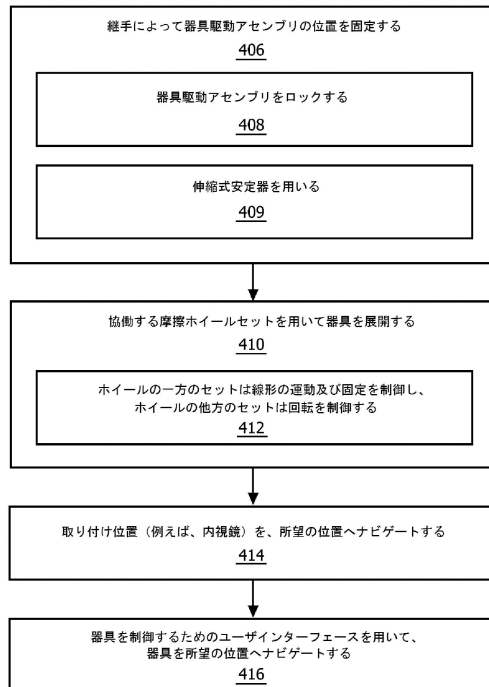 継手によって器具駆動アセンブリの位置を固定する
406
器具駆動アセンブリをロックする
408
伸縮式安定器を用いる
409
協働する摩擦ホイールセットを用いて器具を展開する
410
ホイールの一方のセットは線形の運動及び固定を制御し、
ホイールの他方のセットは回転を制御する
412
取り付け位置（例えば、内視鏡）を、所望の位置へナビゲートする
414
器具を制御するためのユーザインターフェースを用いて、
器具を所望の位置へナビゲートする
416